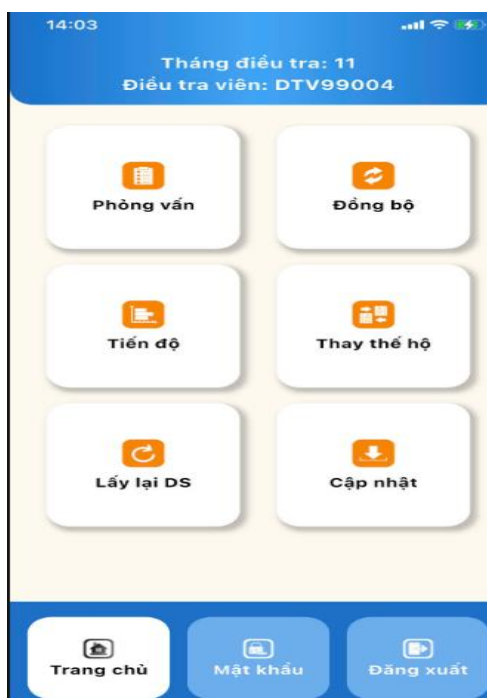 14:03
Tháng điều tra: 11
Điều tra viên: DTV99004
Phỏng vấn
Đồng bộ
Tiến độ
Thay thế hộ
Lấy lại DS
Cập nhật
Trang chủ
Mật khẩu
Đăng xuất